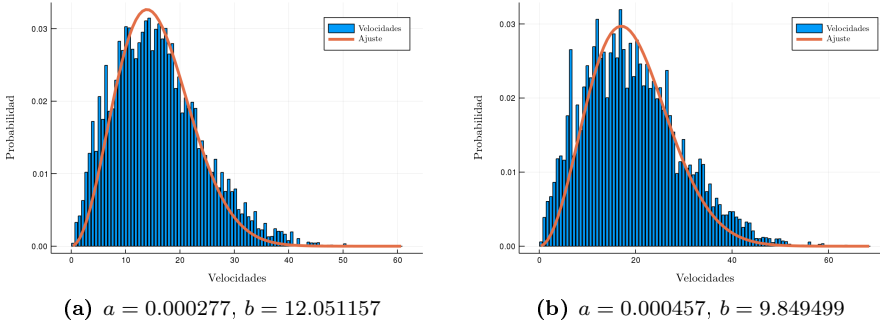 Velocidades
Ajuste
0.03
0.02
0.01
0.00
Probabilidad
0 10 20 30 40 50 60
Velocidades
(a) a = 0.000277, b = 12.051157
Velocidades
Ajuste
0.03
0.02
0.01
0.00
Probabilidad
0 20 40 60
Velocidades
(b) a = 0.000457, b = 9.849499